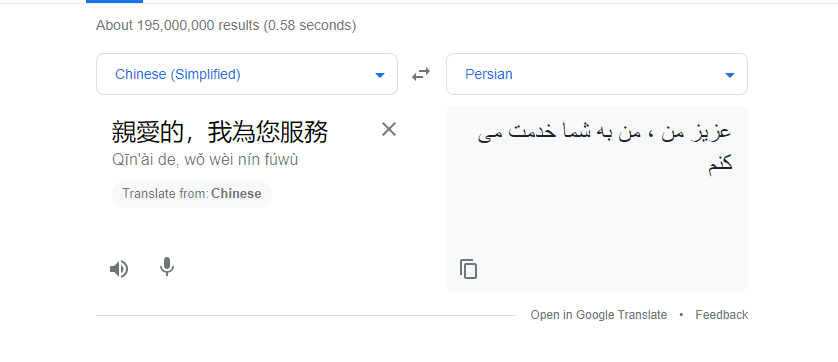 About 195,000,000 results (0.58 seconds)
Chinese (Simplified)
Persian
親愛的，我為您服務
Qīn'ài de, wǒ wèi nín fúwù
Translate from: Chinese
عزیز من ، من به شما خدمت می
کنم
Open in Google Translate • Feedback